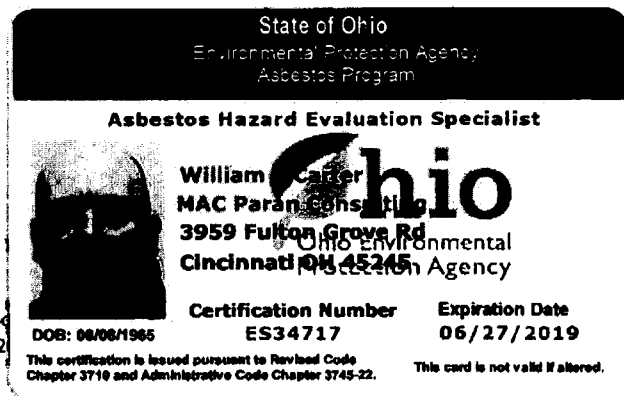 State of Ohio
Environmental Protection Agency
Asbestos Program
Asbestos Hazard Evaluation Specialist
William Carter
MAC Paran Consulting
3959 Fulton Grove Rd
Cincinnati OH 45245
Ohio
Ohio Environmental
Protection Agency
Certification Number
ES34717
Expiration Date
06/27/2019
DOB: 08/08/1965
This certification is issued pursuant to Revised Code
Chapter 3710 and Administrative Code Chapter 3745-22.
This card is not valid if altered.